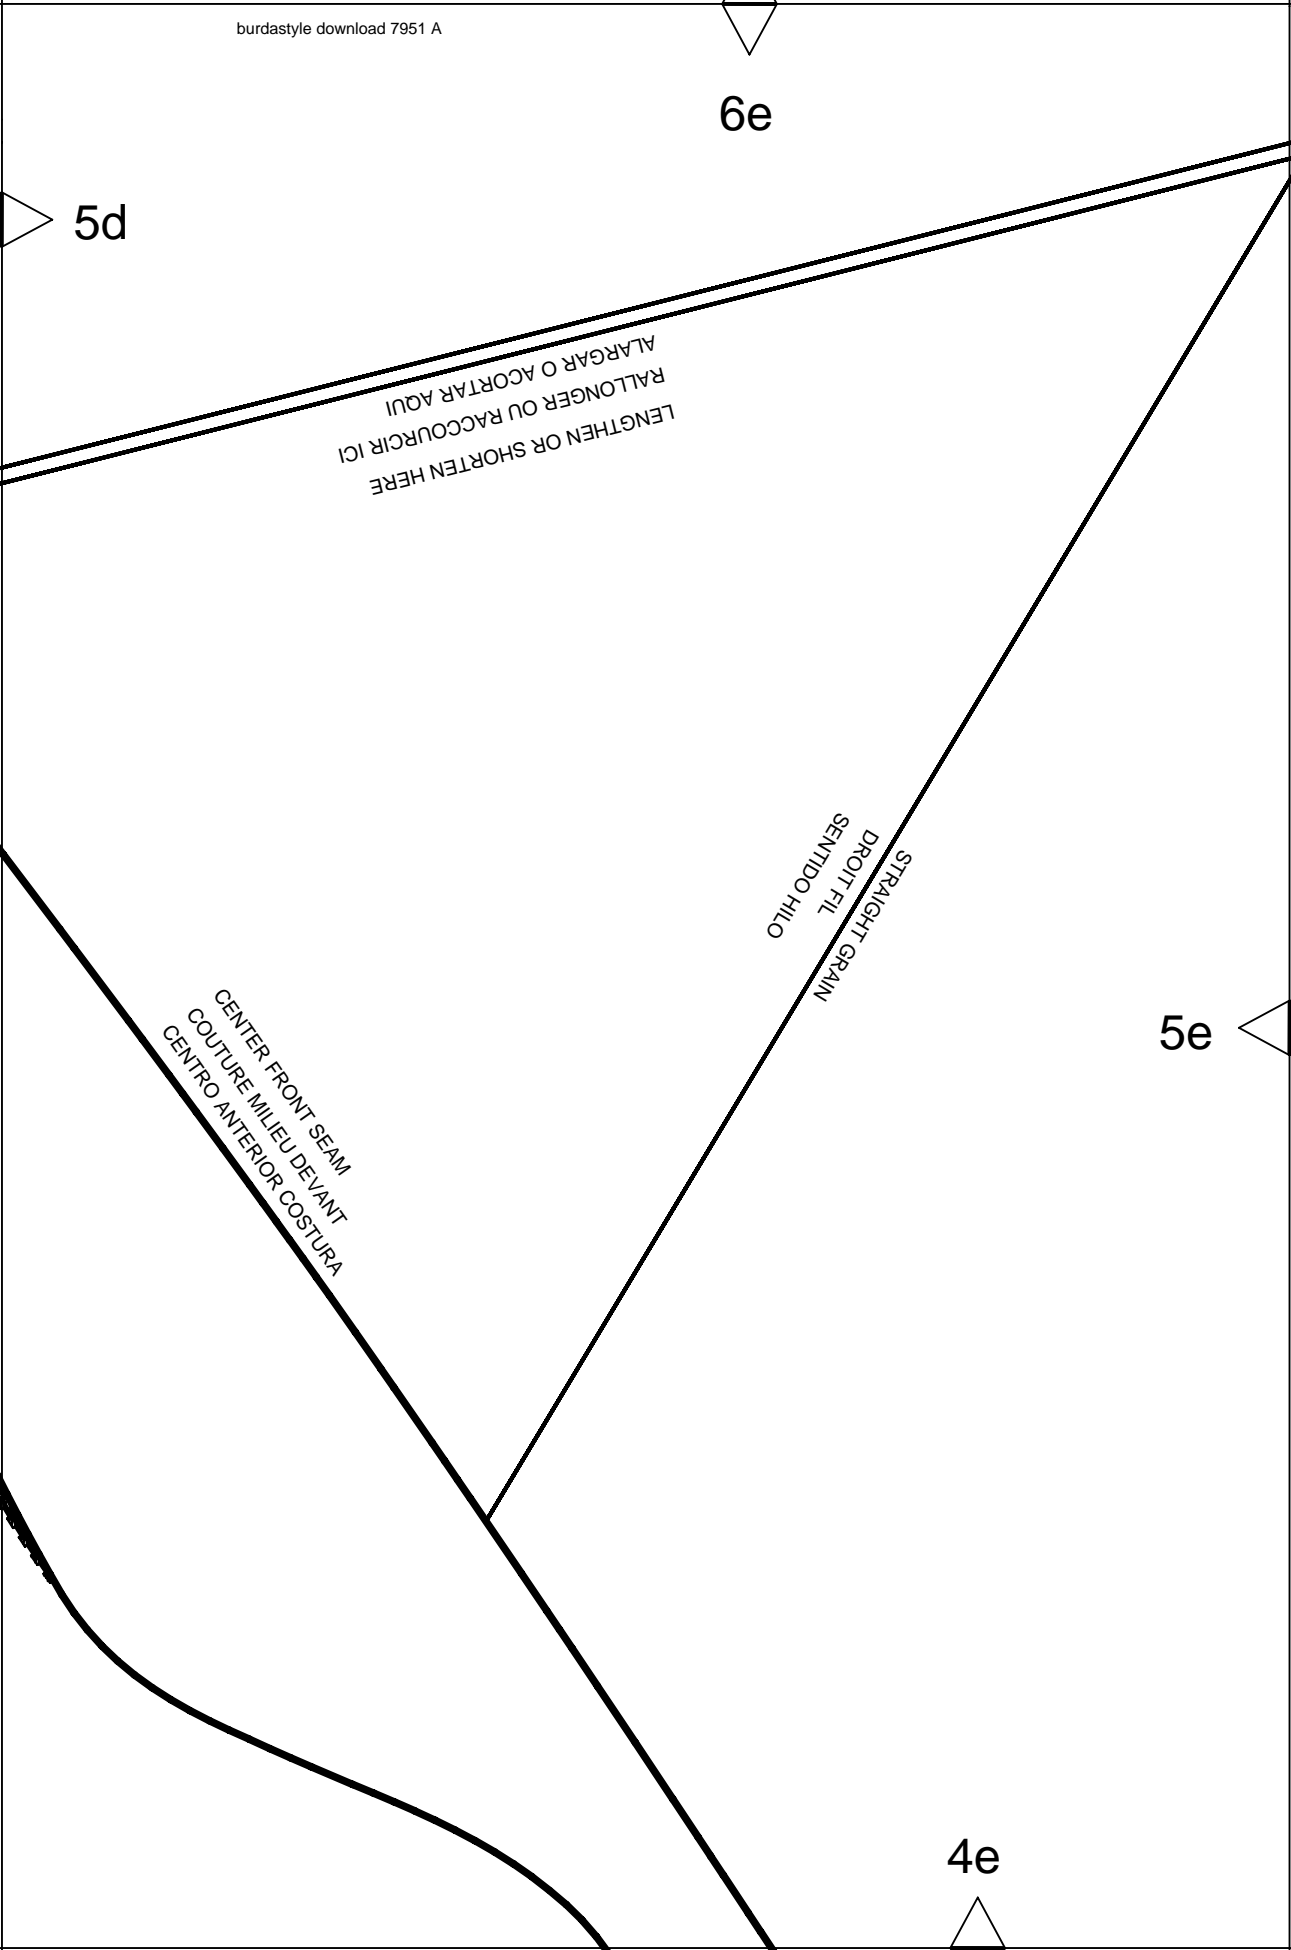 burdastyle download 7951 A
6e
5d
LENGTHEN OR SHORTEN HERE
RALLONGER OU RACCOURCIR ICI
ALARGAR O ACORTAR AQUI
STRAIGHT GRAIN
DROIT FIL
SENTIDO HILO
CENTER FRONT SEAM
COUTURE MILIEU DEVANT
CENTRO ANTERIOR COSTURA
5e
4e